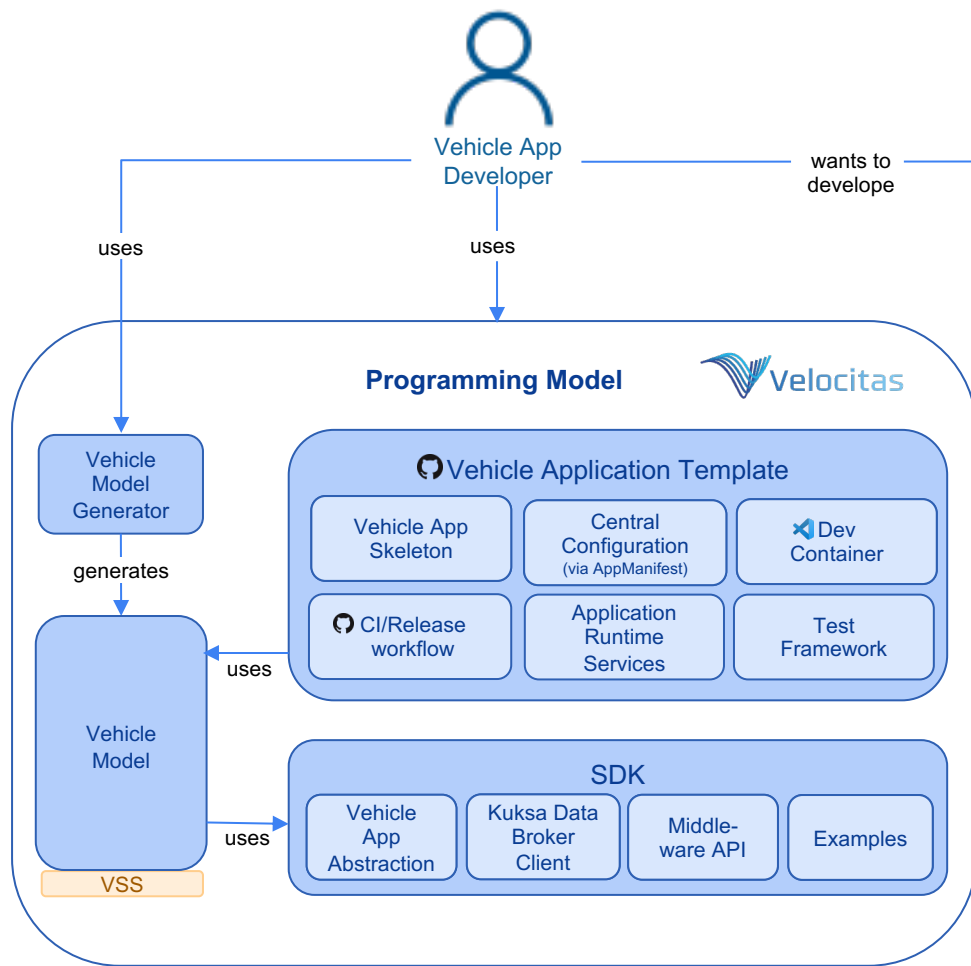 Vehicle App
Developer
wants to
develope
uses
uses
Programming Model
Velocitas
Vehicle
Model
Generator
generates
Vehicle Application Template
Vehicle App
Skeleton
Central
Configuration
(via AppManifest)
Dev
Container
CI/Release
workflow
Application
Runtime
Services
Test
Framework
uses
Vehicle
Model
VSS
uses
SDK
Vehicle
App
Abstraction
Kuksa Data
Broker
Client
Middle-
ware API
Examples